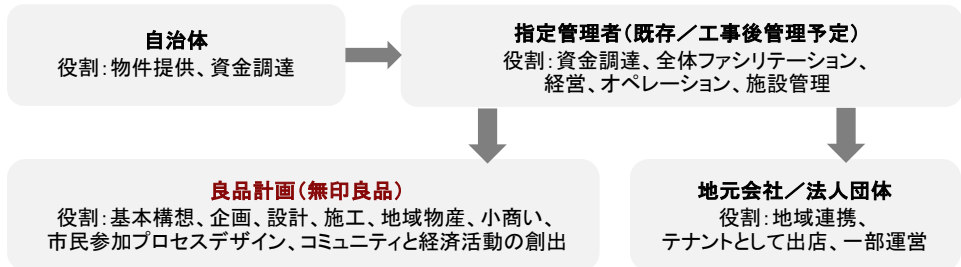 自治体
役割:物件提供、資金調達
指定管理者(既存/工事後管理予定)
役割:資金調達、全体ファシリテーション、
経営、オペレーション、施設管理
良品計画(無印良品)
役割:基本構想、企画、設計、施工、地域物産、小商い、
市民参加プロセスデザイン、コミュニティと経済活動の創出
地元会社/法人団体
役割:地域連携、
テナントとして出店、一部運営